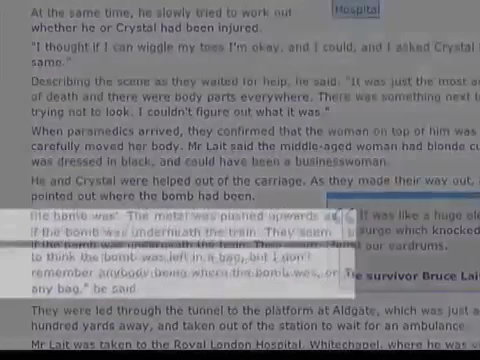 At the same time, he slowly tried to work out
whether he or Crystal had been injured.
Hospital
"I thought if I can wiggle my toes I'm okay, and I could, and I asked Crystal
same."
Describing the scene as they waited for help, he said: "It was just the most
of death and there were body parts everywhere. There was something next
trying not to look. I couldn't figure out what it was."
When paramedics arrived, they confirmed that the woman on top of him was
carefully moved her body. Mr Lait said the middle-aged woman had blonde
was dressed in black, and could have been a businesswoman.
He and Crystal were helped out of the carriage. As they made their way out,
pointed out where the bomb had been.
the bomb was'. The metal was pushed upwards as
if the bomb was underneath the train. They seem
to think the bomb was left in a bag, but I don't
remember anybody being where the bomb was, or
any bag," he said.
It was like a huge
surge which knocked
our eardrums.
survivor Bruce Lait
They were led through the tunnel to the platform at Aldgate, which was just a
hundred yards away, and taken out of the station to wait for an ambulance
Mr Lait was taken to the Royal London Hospital, Whitechapel, where he was